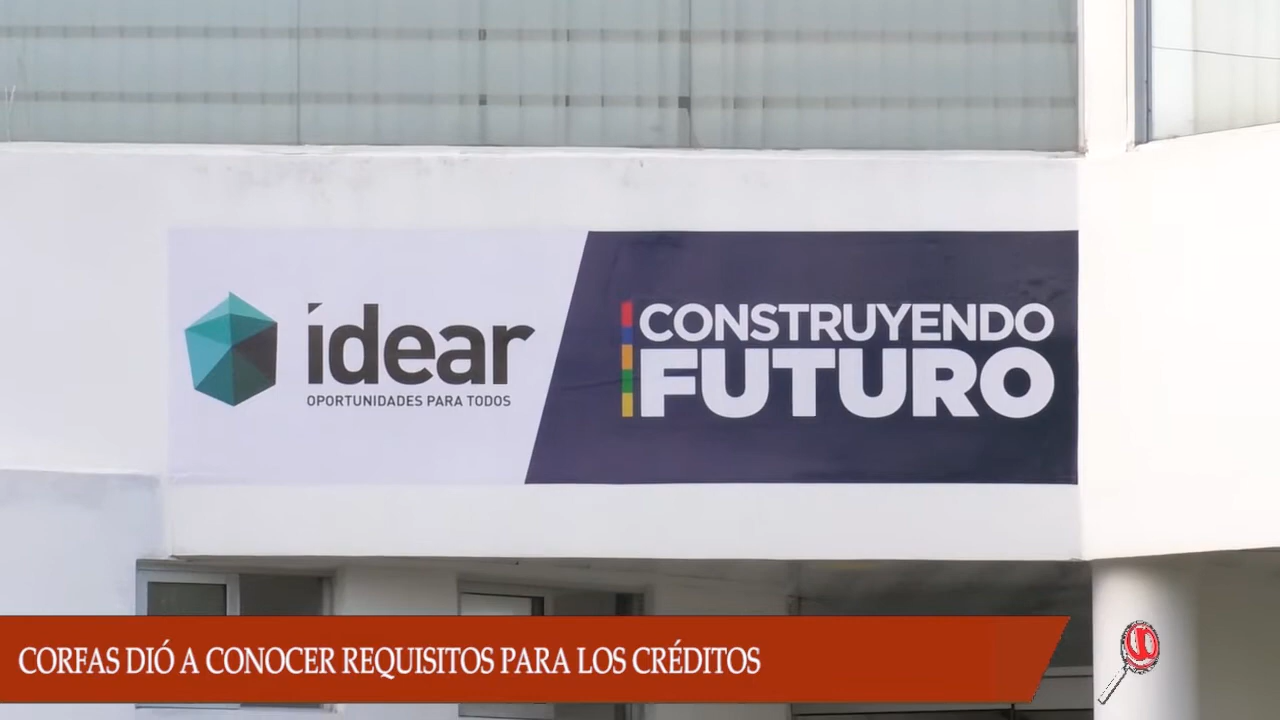 idear
OPORTUNIDADES PARA TODOS
CONSTRUYENDO
FUTURO
CORFAS DIÓ A CONOCER REQUISITOS PARA LOS CRÉDITOS